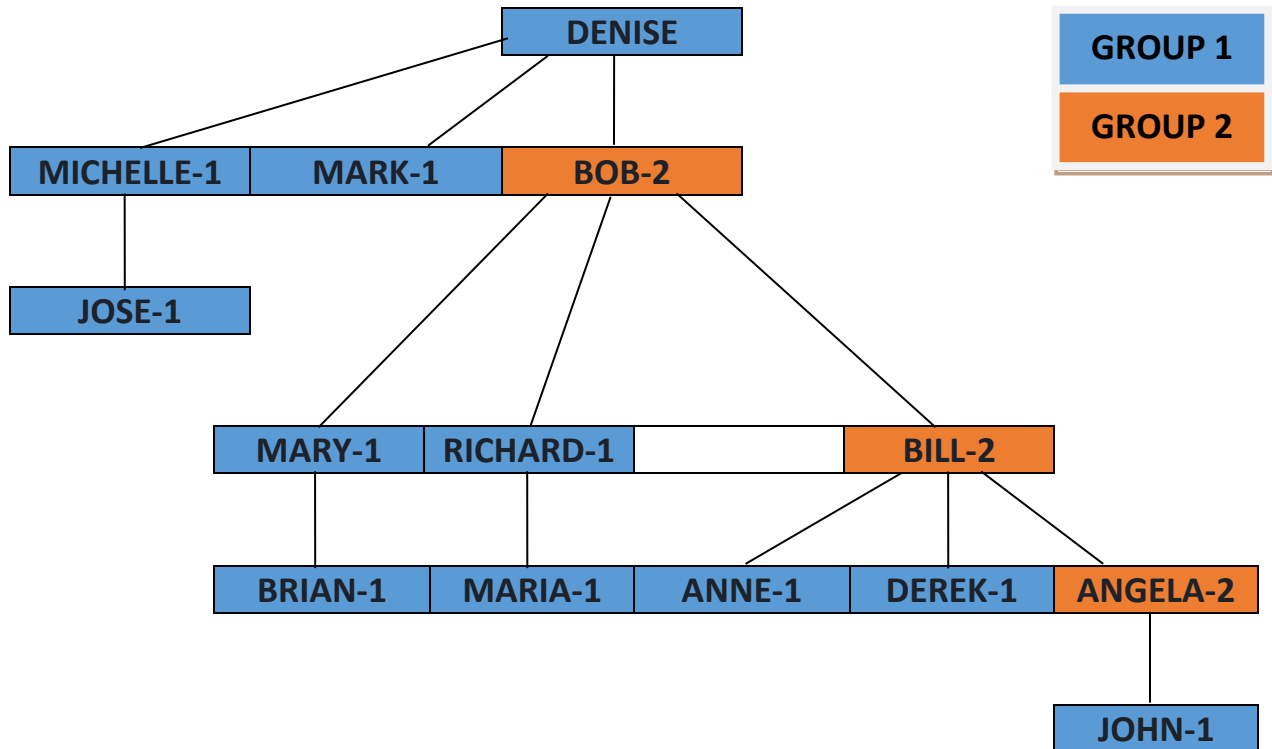 DENISE
GROUP 1
GROUP 2
MICHELLE-1 MARK-1 BOB-2
JOSE-1
MARY-1 RICHARD-1 BILL-2
BRIAN-1 MARIA-1 ANNE-1 DEREK-1 ANGELA-2
JOHN-1